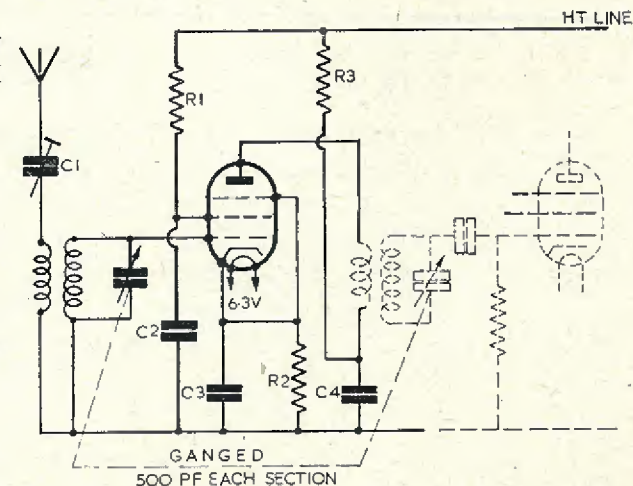 HT LINE
R1
R3
C1
6·3V
C2
C3
R2
C4
GANGED
500 PF EACH SECTION